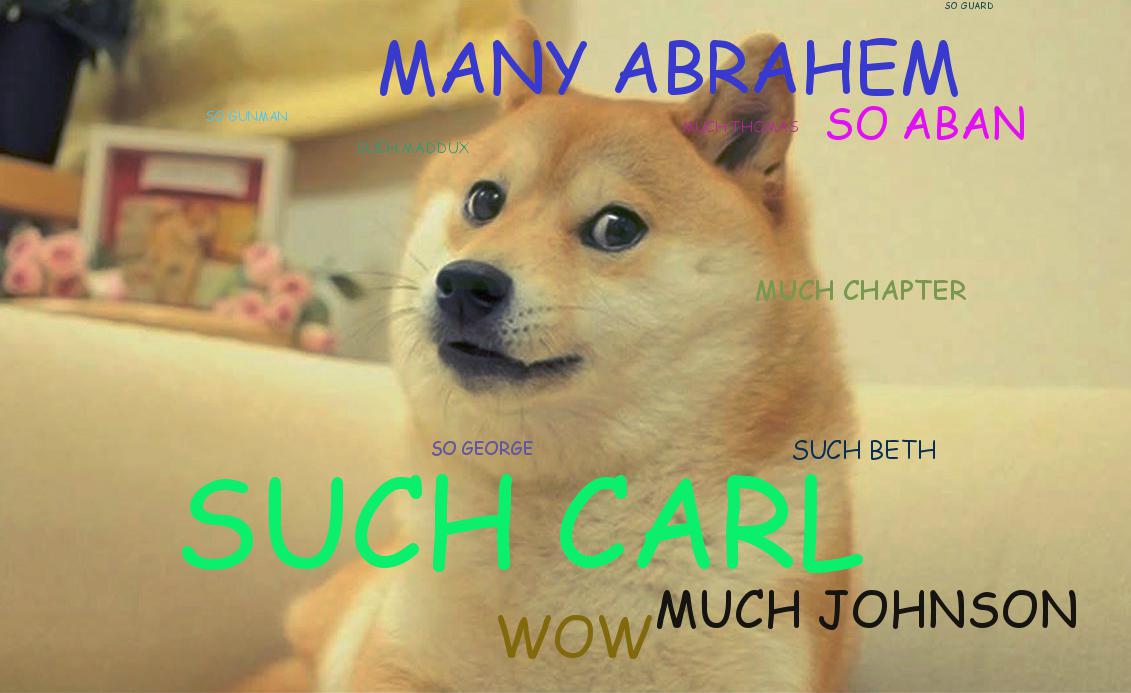 SO GUARD
MANY ABRAHEM
SO GUNMAN
MUCH THOMAS
SO ABAN
SUCH MADDUX
MUCH CHAPTER
SO GEORGE
SUCH BETH
SUCH CARL
MUCH JOHNSON
WOW